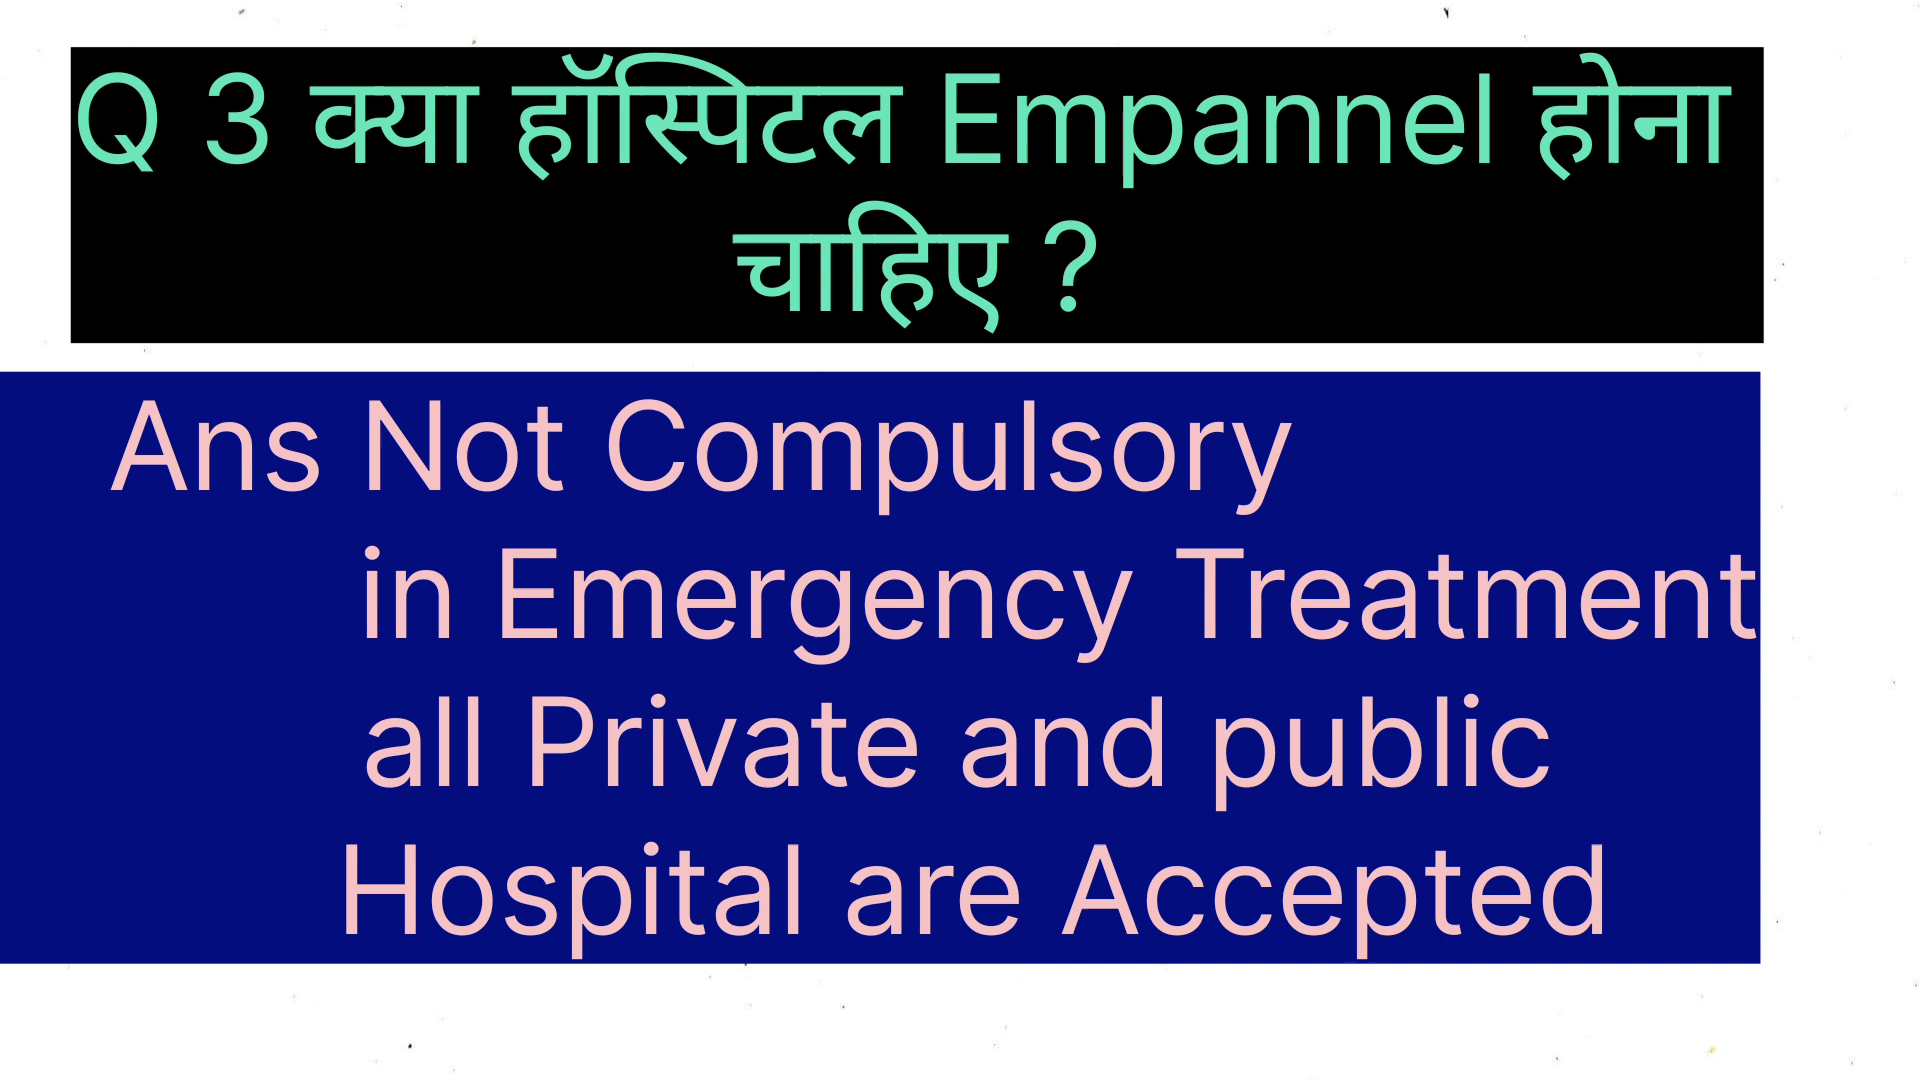 Q 3 क्या हॉस्पिटल Empannel होना
चाहिए ?
Ans Not Compulsory
in Emergency Treatment
all Private and public
Hospital are Accepted